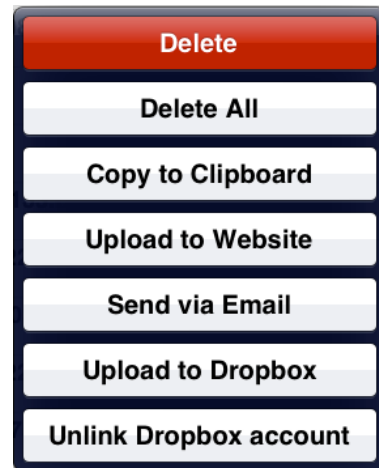 Delete
Delete All
Copy to Clipboard
Upload to Website
Send via Email
Upload to Dropbox
Unlink Dropbox account